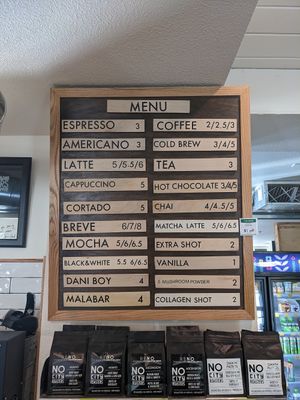 MENU
ESPRESSO 3
AMERICANO 3
LATTE 5/5.5/6
CAPPUCCINO 5
CORTADO 5
BREVE 6/7/8
MOCHA 5/6/6.5
BLACK&WHITE 5.5 6/6.5
DANI BOY 4
MALABAR 4
COFFEE 2/2.5/3
COLD BREW 3/4/5
TEA 3
HOT CHOCOLATE 3/4/5
CHAI 4/4.5/5
MATCHA LATTE 5/6/6.5
EXTRA SHOT 2
VANILLA 1
5 MUSHROOM POWDER 2
COLLAGEN SHOT 2
NO CITY
NO CITY
NO CITY
NO CITY
NO CITY
NO CITY